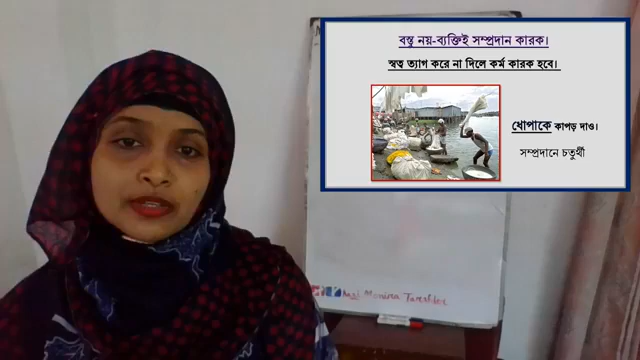 বস্তু নয়-ব্যক্তিই সম্প্রদান কারক।
স্বত্ব ত্যাগ করে না দিলে কর্ম কারক হবে।
ধোপাকে কাপড় দাও।
সম্প্রদানে চতুর্থী